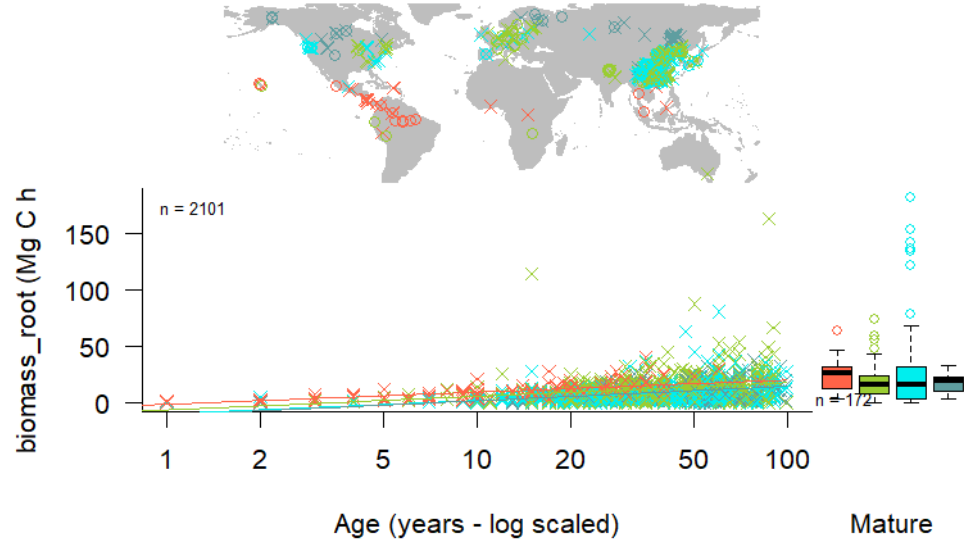 n = 2101
biomass_root (Mg C h
150
100
50
0
n = 172
1 2 5 10 20 50 100
Age (years - log scaled)
Mature